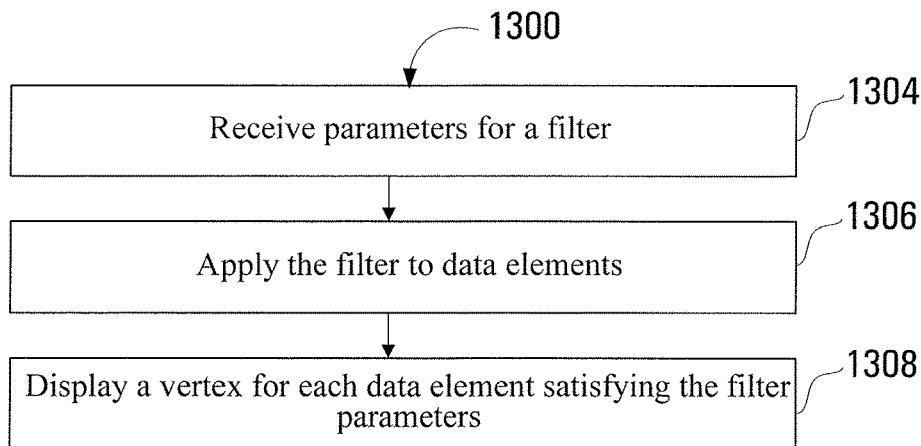 1300
Receive parameters for a filter
1304
Apply the filter to data elements
1306
Display a vertex for each data element satisfying the filter
parameters
1308